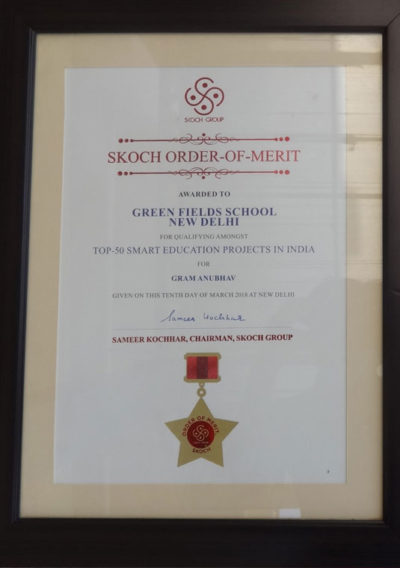 SKOCH GROUP
SKOCH ORDER-OF-MERIT
AWARDED TO
GREEN FIELDS SCHOOL
NEW DELHI
FOR QUALIFYING AMONGST
TOP-50 SMART EDUCATION PROJECTS IN INDIA
FOR
GRAM ANUBHAV
GIVEN ON THIS TENTH DAY OF MARCH 2018 AT NEW DELHI
Sameer Kochhar
SAMEER KOCHHAR, CHAIRMAN, SKOCH GROUP
ORDER OF MERIT
SKOCH